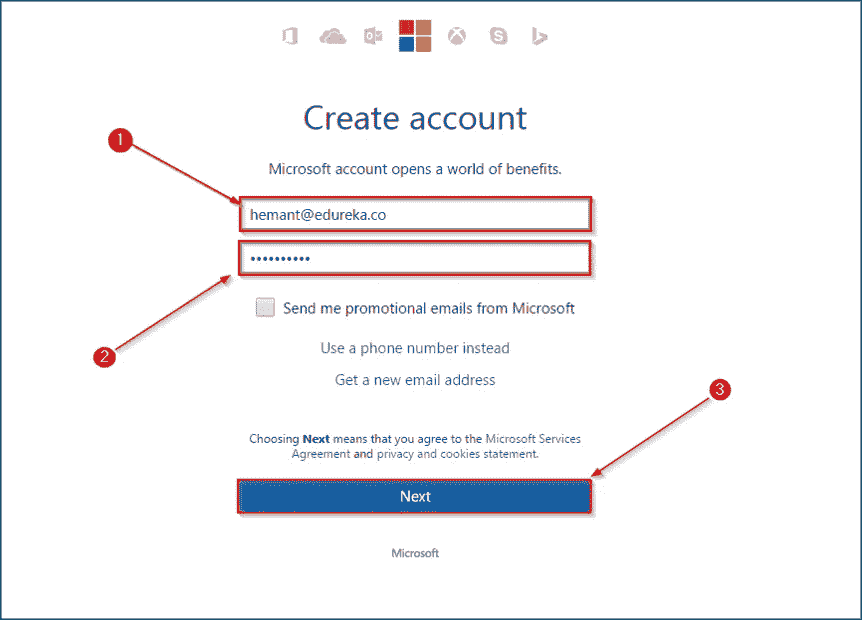 Create account
1
Microsoft account opens a world of benefits.
hemant@edureka.co
••••••••••
Send me promotional emails from Microsoft
2
Use a phone number instead
Get a new email address
3
Choosing Next means that you agree to the Microsoft Services
Agreement and privacy and cookies statement.
Next
Microsoft